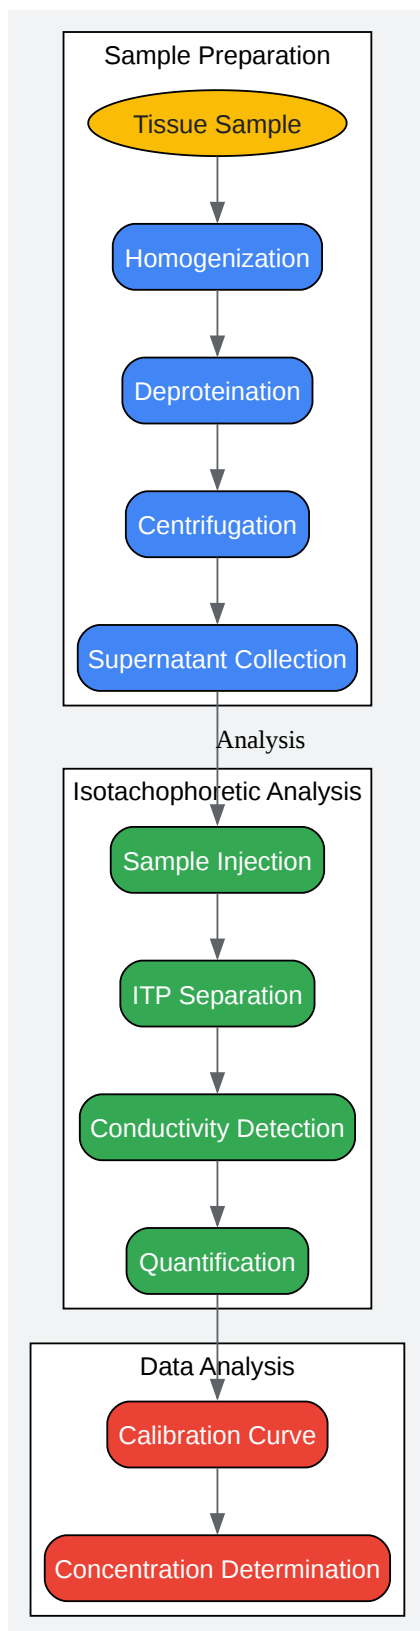 Sample Preparation
Tissue Sample
Homogenization
Deproteination
Centrifugation
Supernatant Collection
Analysis
Isotachophoretic Analysis
Sample Injection
ITP Separation
Conductivity Detection
Quantification
Data Analysis
Calibration Curve
Concentration Determination